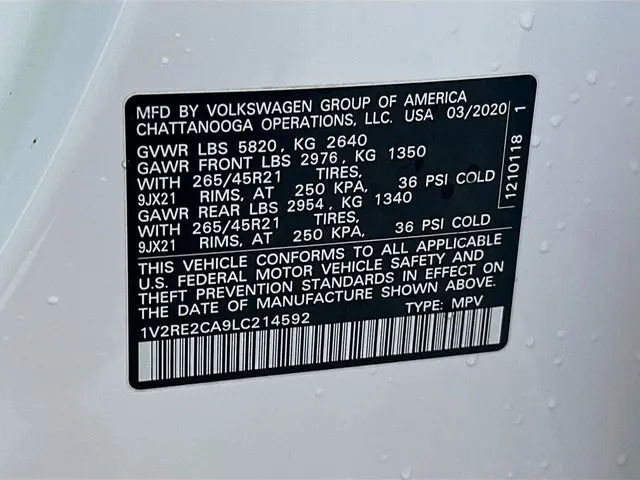 MFD BY VOLKSWAGEN GROUP OF AMERICA
CHATTANOOGA OPERATIONS, LLC. USA 03/2020
GVWR LBS 5820, KG 2640
GAWR FRONT LBS 2976, KG 1350
WITH 265/45R21 TIRES,
9JX21 RIMS, AT 250 KPA, 36 PSI COLD
GAWR REAR LBS 2954, KG 1340
WITH 265/45R21 TIRES,
9JX21 RIMS, AT 250 KPA, 36 PSI COLD
THIS VEHICLE CONFORMS TO ALL APPLICABLE
U.S. FEDERAL MOTOR VEHICLE SAFETY AND
THEFT PREVENTION STANDARDS IN EFFECT ON
THE DATE OF MANUFACTURE SHOWN ABOVE.
1V2RE2CA9LC214592 TYPE: MPV
1210118 1